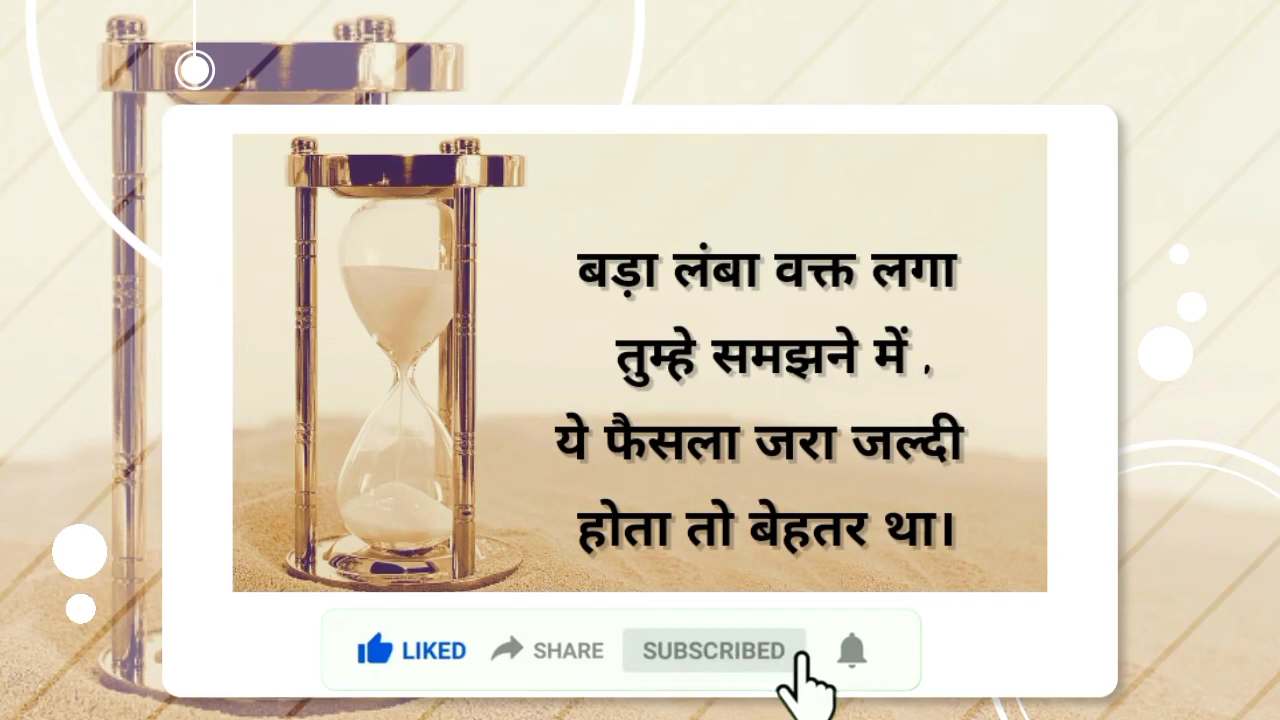 बड़ा लंबा वक्त लगा
तुम्हे समझने में ,
ये फैसला जरा जल्दी
होता तो बेहतर था।
LIKED SHARE SUBSCRIBED